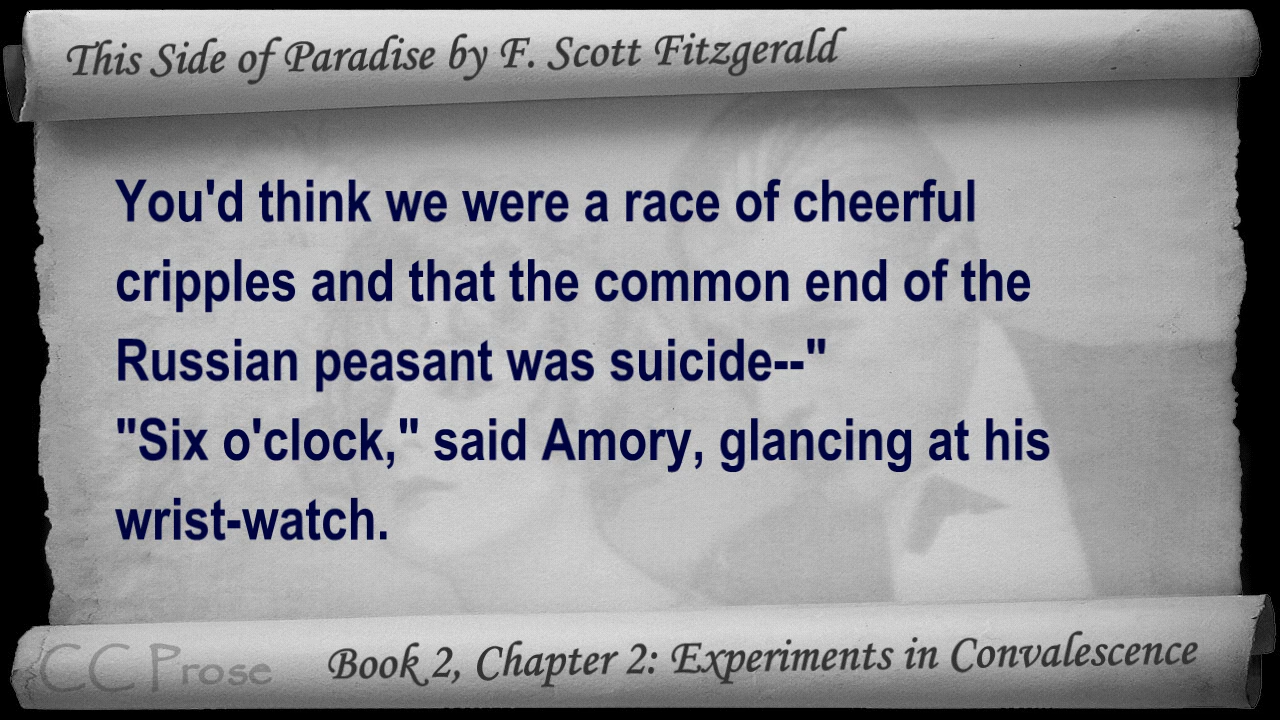 This Side of Paradise by F. Scott Fitzgerald
You'd think we were a race of cheerful
cripples and that the common end of the
Russian peasant was suicide--"
"Six o'clock," said Amory, glancing at his
wrist-watch.
CC Prose
Book 2, Chapter 2: Experiments in Convalescence